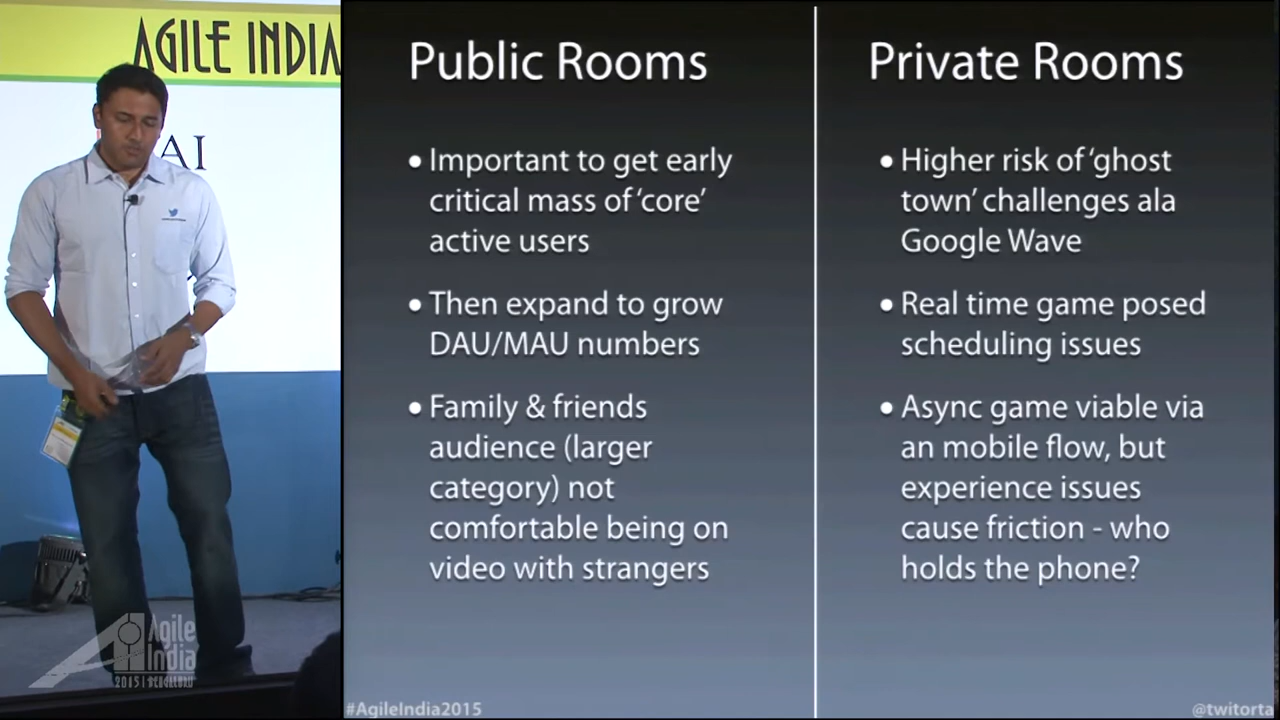 AGILE INDIA
AI
Public Rooms
• Important to get early
critical mass of ‘core’
active users
• Then expand to grow
DAU/MAU numbers
• Family & friends
audience (larger
category) not
comfortable being on
video with strangers
Private Rooms
• Higher risk of ‘ghost
town’ challenges ala
Google Wave
• Real time game posed
scheduling issues
• Async game viable via
an mobile flow, but
experience issues
cause friction - who
holds the phone?
Agile
India
2015 | BENGALURU
#AgileIndia2015
@twitorta